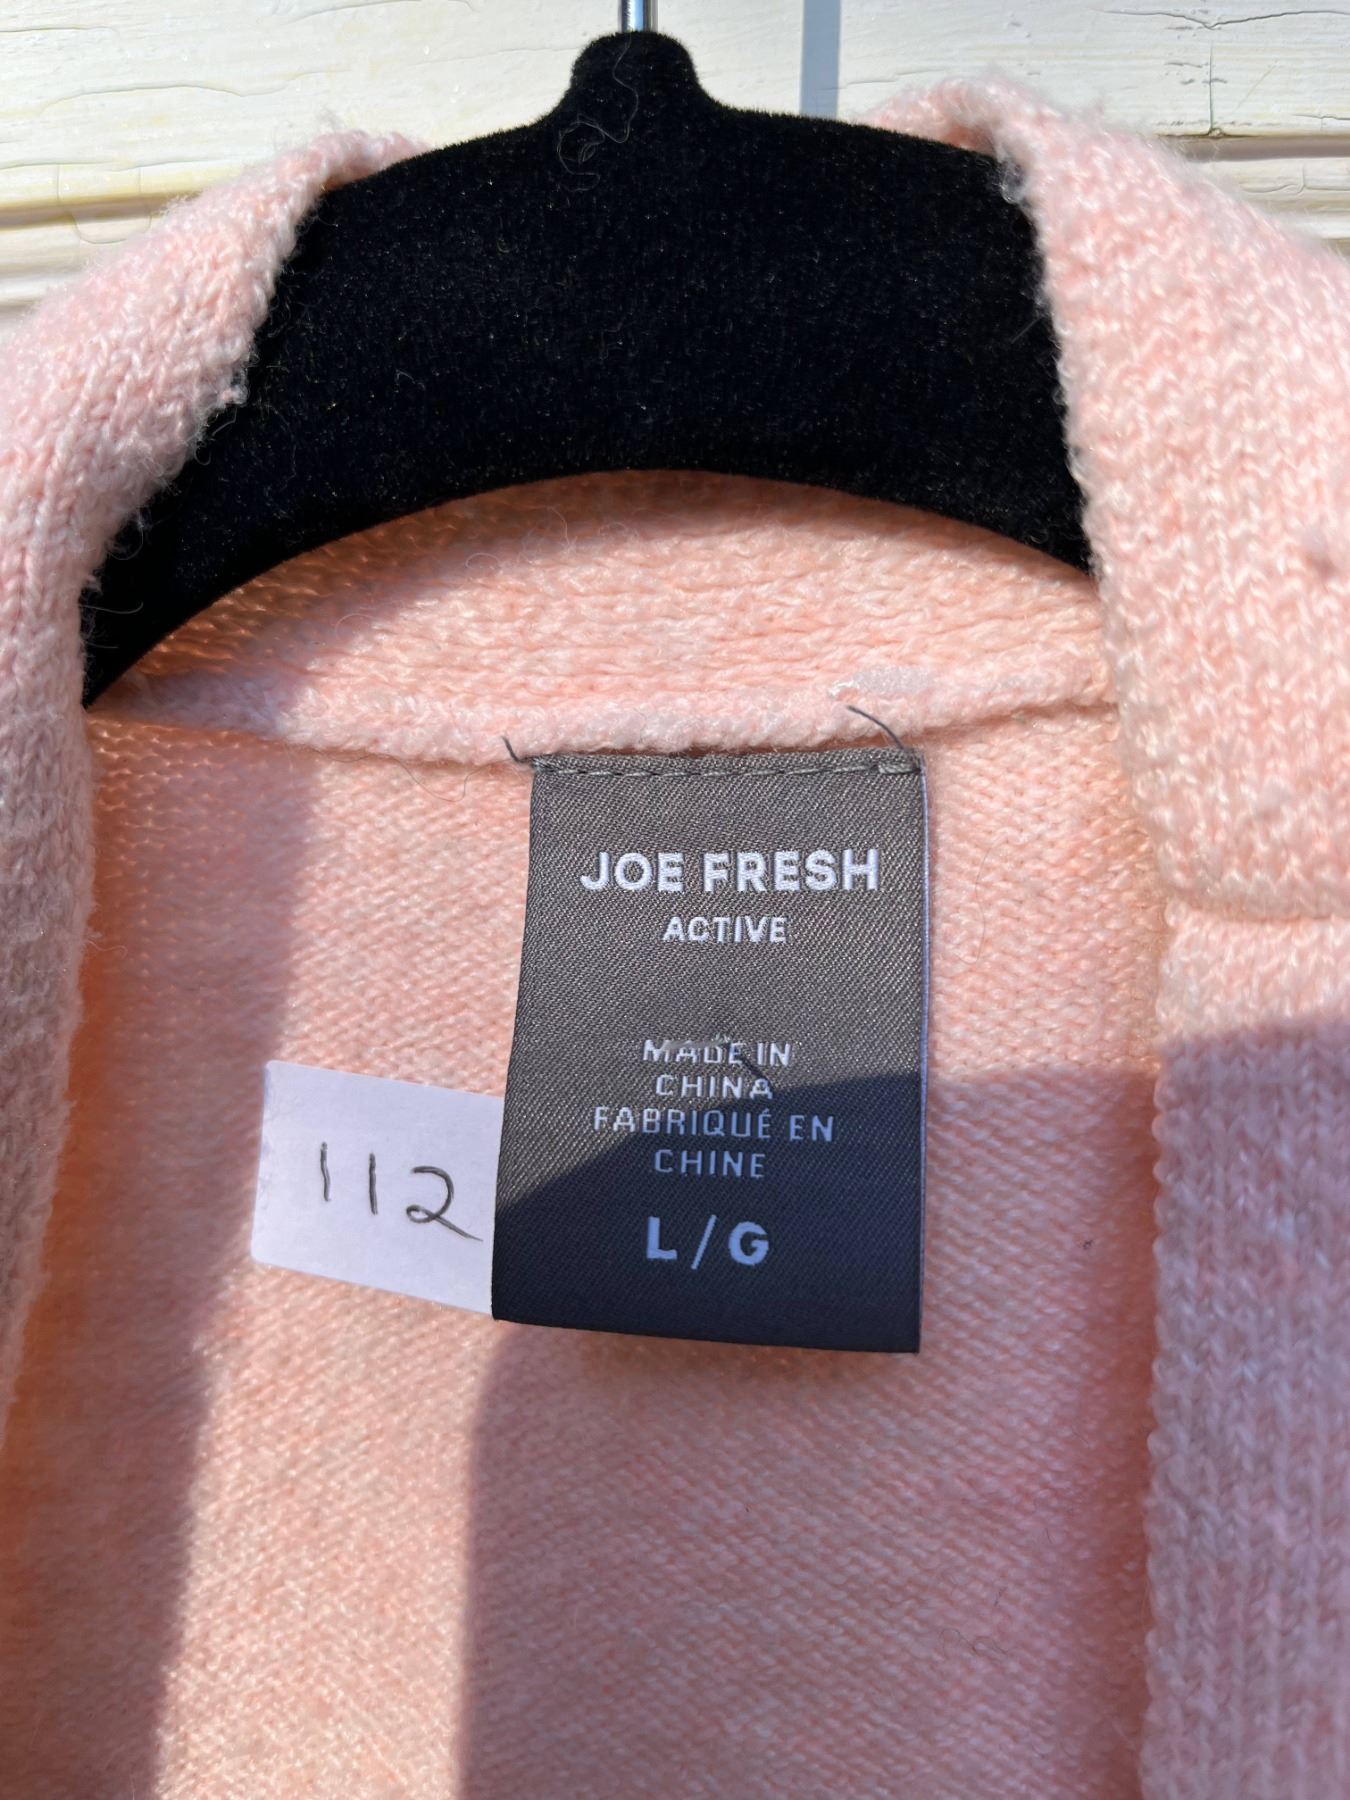 JOE FRESH
ACTIVE
MADE IN
CHINA
FABRIQUÉ EN
CHINE
L / G
112